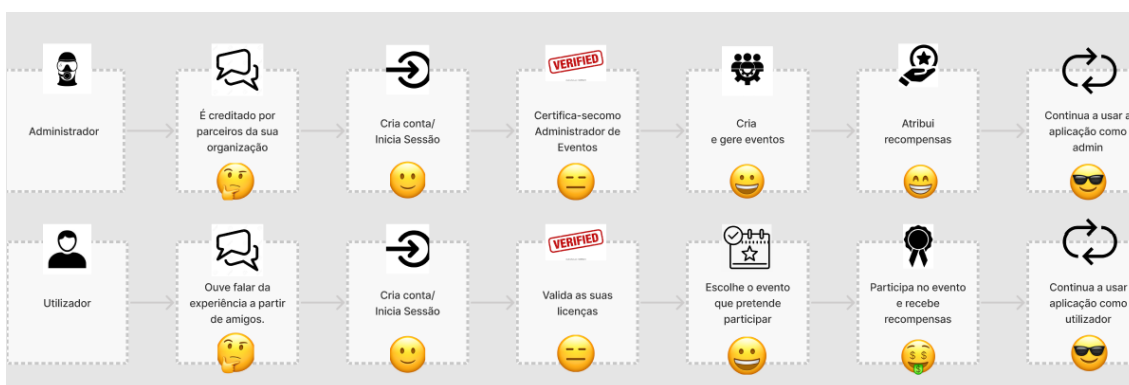 VERIFIED
Administrador
É creditado por
parceiros da sua
organização
Cria conta/
Inicia Sessão
Certifica-secomo
Administrador de
Eventos
Cria
e gere eventos
Atribui
recompensas
Continua a usar a
aplicação como
admin
VERIFIED
Utilizador
Ouve falar da
experiência a partir
de amigos.
Cria conta/
Inicia Sessão
Valida as suas
licenças
Escolhe o evento
que pretende
participar
Participa no evento
e recebe
recompensas
Continua a usar
aplicação como
utilizador